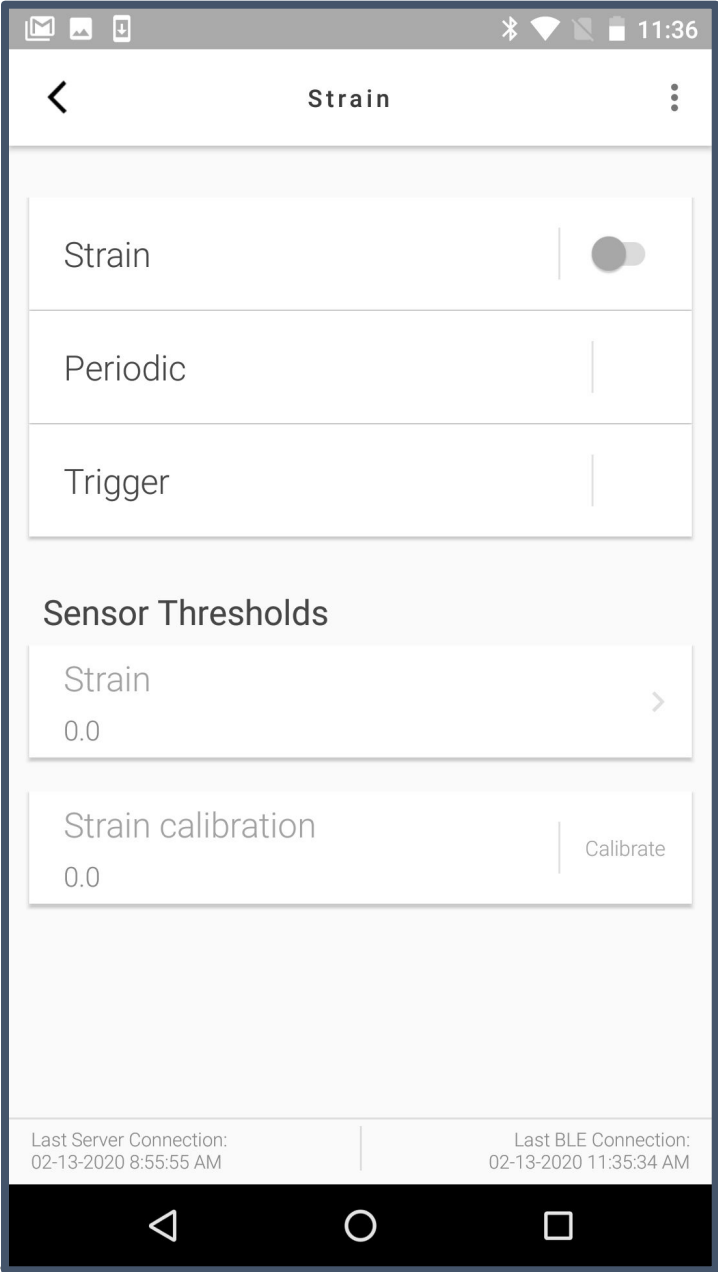 11:36
Strain
Strain
Periodic
Trigger
Sensor Thresholds
Strain
0.0
Strain calibration
0.0
Calibrate
Last Server Connection:
02-13-2020 8:55:55 AM
Last BLE Connection:
02-13-2020 11:35:34 AM